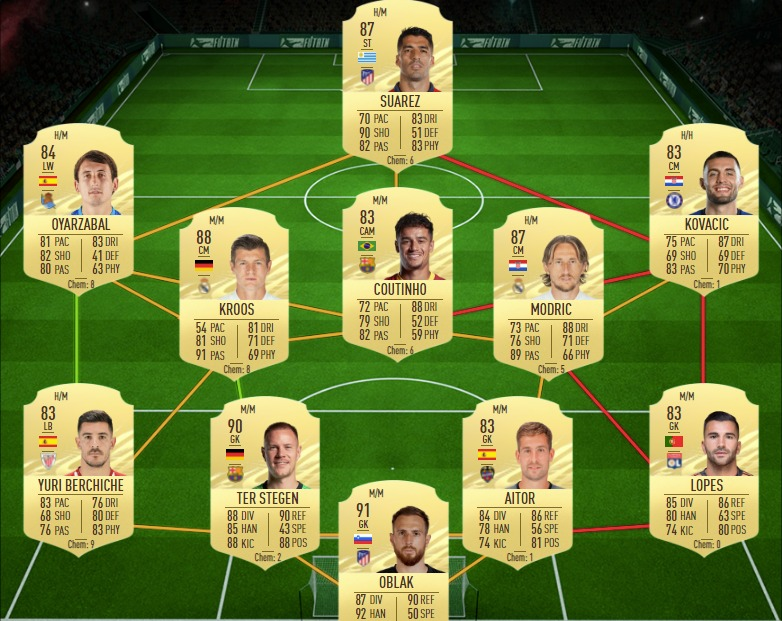 H/M
87
ST
SUAREZ
70 PAC 83 DRI
90 SHO 51 DEF
82 PAS 83 PHY
Chem: 6
H/M
84
LW
OYARZABAL
81 PAC 83 DRI
82 SHO 41 DEF
80 PAS 63 PHY
Chem: 8
H/H
83
CM
KOVACIC
75 PAC 87 DRI
69 SHO 69 DEF
83 PAS 70 PHY
Chem: 1
M/M
88
CM
KROOS
54 PAC 81 DRI
81 SHO 71 DEF
91 PAS 69 PHY
Chem: 8
M/M
83
CAM
COUTINHO
72 PAC 88 DRI
79 SHO 52 DEF
82 PAS 59 PHY
Chem: 6
H/M
87
CM
MODRIC
73 PAC 88 DRI
76 SHO 71 DEF
89 PAS 66 PHY
Chem: 5
H/M
83
LB
YURI BERCHICHE
83 PAC 76 DRI
68 SHO 80 DEF
76 PAS 83 PHY
Chem: 9
M/M
90
GK
TER STEGEN
88 DIV 90 REF
85 HAN 43 SPE
88 KIC 88 POS
Chem: 2
M/M
83
GK
AITOR
84 DIV 86 REF
78 HAN 56 SPE
74 KIC 81 POS
Chem: 1
M/M
83
GK
LOPES
85 DIV 86 REF
80 HAN 63 SPE
74 KIC 80 POS
Chem: 0
M/M
91
GK
OBLAK
87 DIV 90 REF
92 HAN 50 SPE